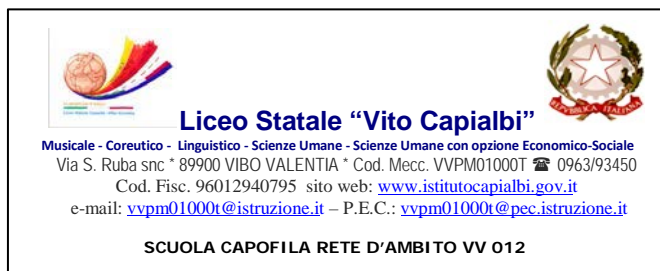 Liceo Statale “Vito Capialbi”
Musicale - Coreutico - Linguistico - Scienze Umane - Scienze Umane con opzione Economico-Sociale
Via S. Ruba snc * 89900 VIBO VALENTIA * Cod. Mecc. VVPM01000T ☎ 0963/93450
Cod. Fisc. 96012940795 sito web: www.istitutocapialbi.gov.it
e-mail: vvpm01000t@istruzione.it – P.E.C.: vvpm01000t@pec.istruzione.it
SCUOLA CAPOFILA RETE D’AMBITO VV 012